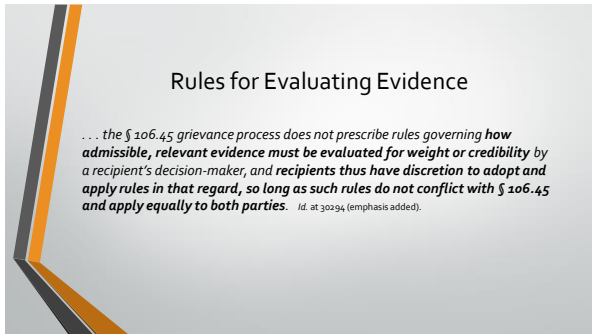 Rules for Evaluating Evidence
. . . the § 106.45 grievance process does not prescribe rules governing how
admissible, relevant evidence must be evaluated for weight or credibility by
a recipient's decision-maker, and recipients thus have discretion to adopt and
apply rules in that regard, so long as such rules do not conflict with § 106.45
and apply equally to both parties. Id. at 30294 (emphasis added).